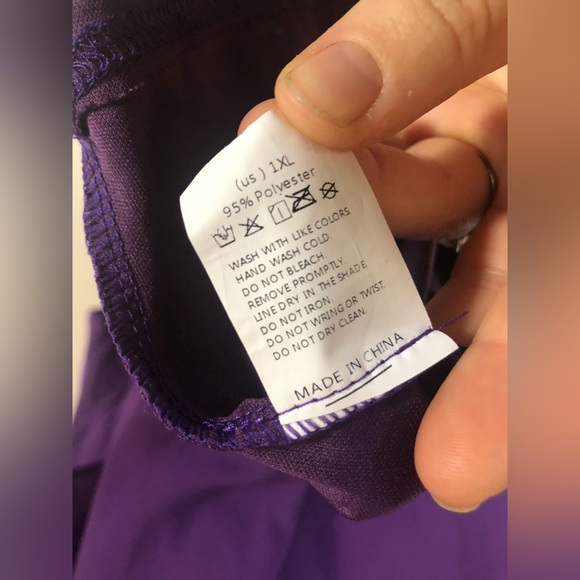 (us) 1XL
95% Polyester
WASH WITH LIKE COLORS.
HAND WASH COLD.
DO NOT BLEACH.
REMOVE PROMPTLY.
LINE DRY IN THE SHADE.
DO NOT IRON.
DO NOT WRING OR TWIST.
DO NOT DRY CLEAN.
MADE IN CHINA